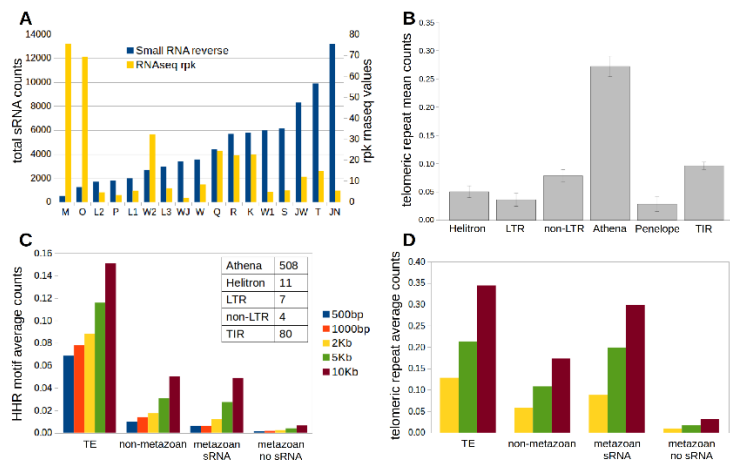 A
14000
12000
10000
8000
6000
4000
2000
0
total sRNA counts
Small RNA reverse
RNAseq rpk
80
70
60
50
40
30
20
10
0
rpk rnaseq values
M O L2 P L1 W2 L3 WJ W Q R K W1 S JW T JN
B
0.35
0.30
0.25
0.20
0.15
0.10
0.05
0.00
telomeric repeat mean counts
Helitron LTR non-LTR Athena Penelope TIR
C
0.16
0.14
0.12
0.10
0.08
0.06
0.04
0.02
0.00
HHR motif average counts
Athena 508
Helitron 11
LTR 7
non-LTR 4
TIR 80
500bp
1000bp
2Kb
5Kb
10Kb
TE non-metazoan metazoan sRNA metazoan no sRNA
D
0.40
0.35
0.30
0.25
0.20
0.15
0.10
0.05
0.00
telomeric repeat average counts
TE non-metazoan metazoan sRNA metazoan no sRNA